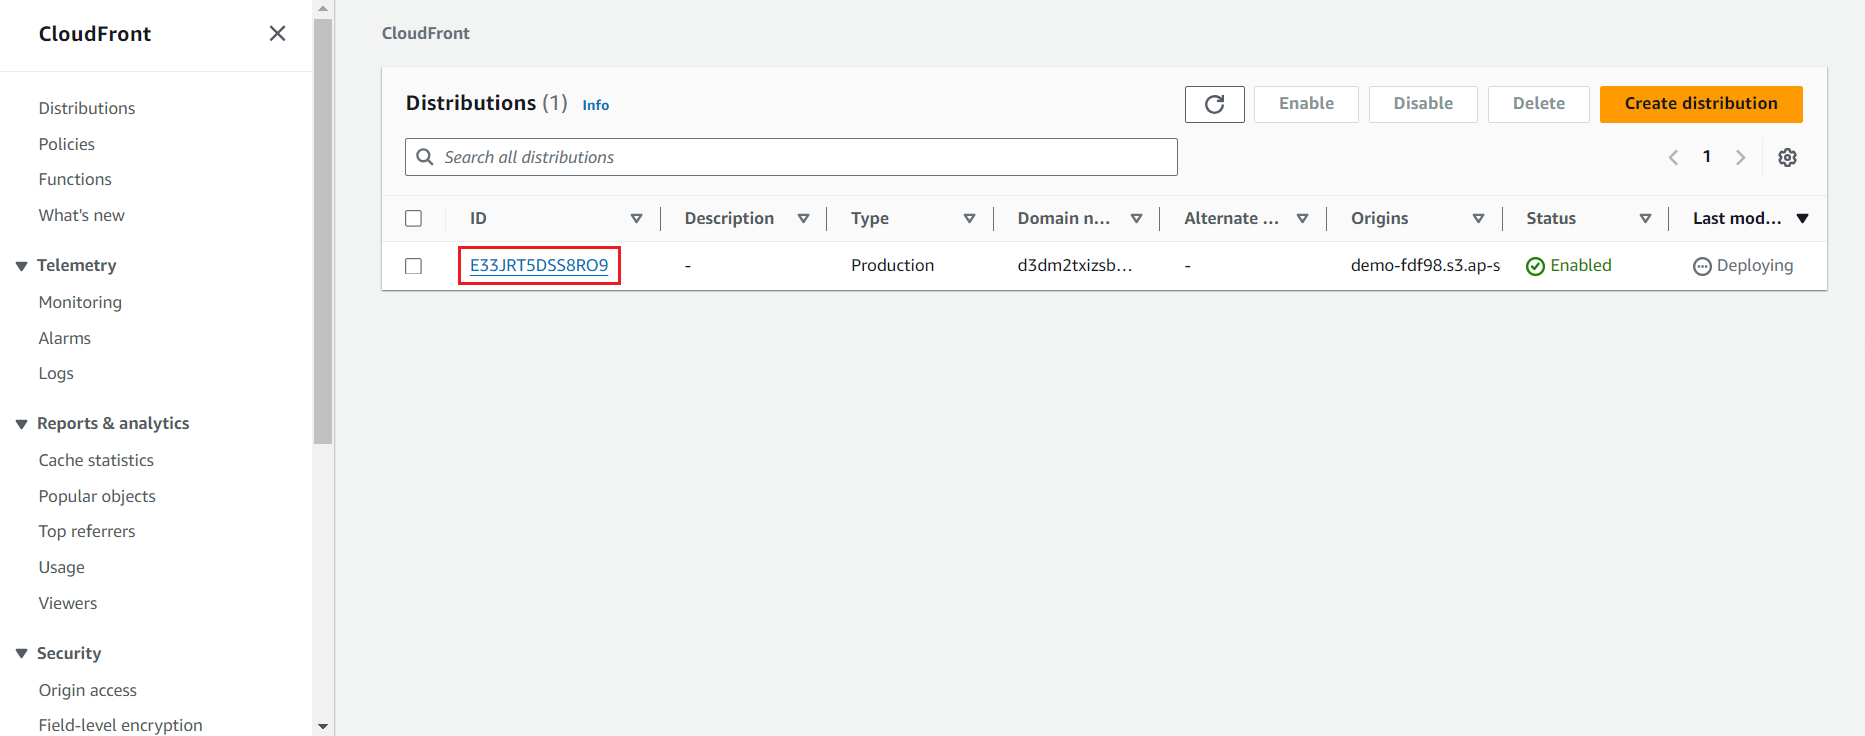 CloudFront
Distributions
Policies
Functions
What's new
Telemetry
Monitoring
Alarms
Logs
Reports & analytics
Cache statistics
Popular objects
Top referrers
Usage
Viewers
Security
Origin access
Field-level encryption
CloudFront
Distributions (1) Info
Enable Disable Delete Create distribution
Search all distributions
1
ID Description Type Domain n... Alternate ... Origins Status Last mod...
E33JRT5DSS8RO9 - Production d3dm2txizsb... - demo-fdf98.s3.ap-s Enabled Deploying